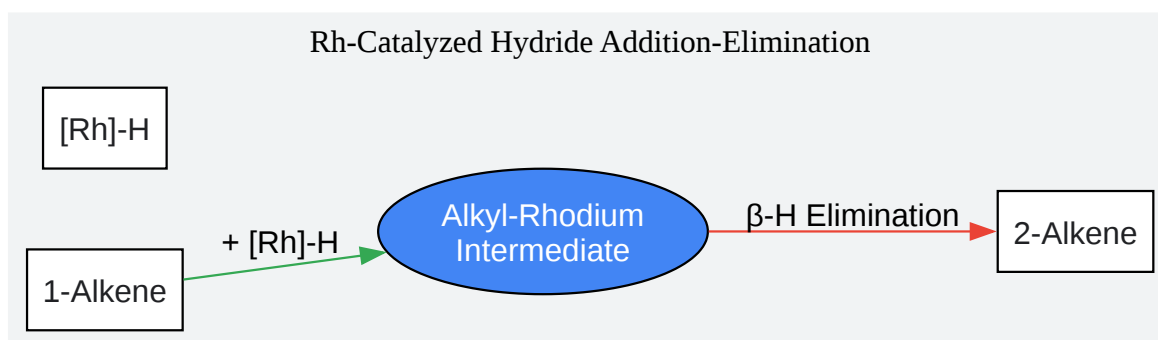 Rh-Catalyzed Hydride Addition-Elimination
[Rh]-H
1-Alkene
+ [Rh]-H
Alkyl-Rhodium
Intermediate
β-H Elimination
2-Alkene